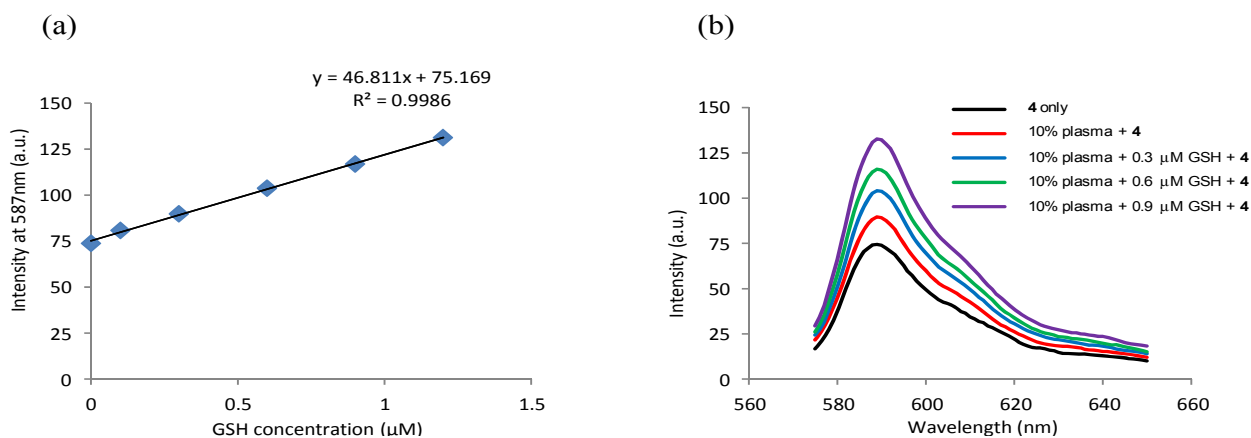 (a)
y = 46.811x + 75.169
R² = 0.9986
150
125
100
75
50
25
0
0 0.5 1 1.5
Intensity at 587nm (a.u.)
GSH concentration (µM)
(b)
150
125
100
75
50
25
0
560 580 600 620 640 660
Intensity (a.u.)
Wavelength (nm)
4 only
10% plasma + 4
10% plasma + 0.3 µM GSH + 4
10% plasma + 0.6 µM GSH + 4
10% plasma + 0.9 µM GSH + 4